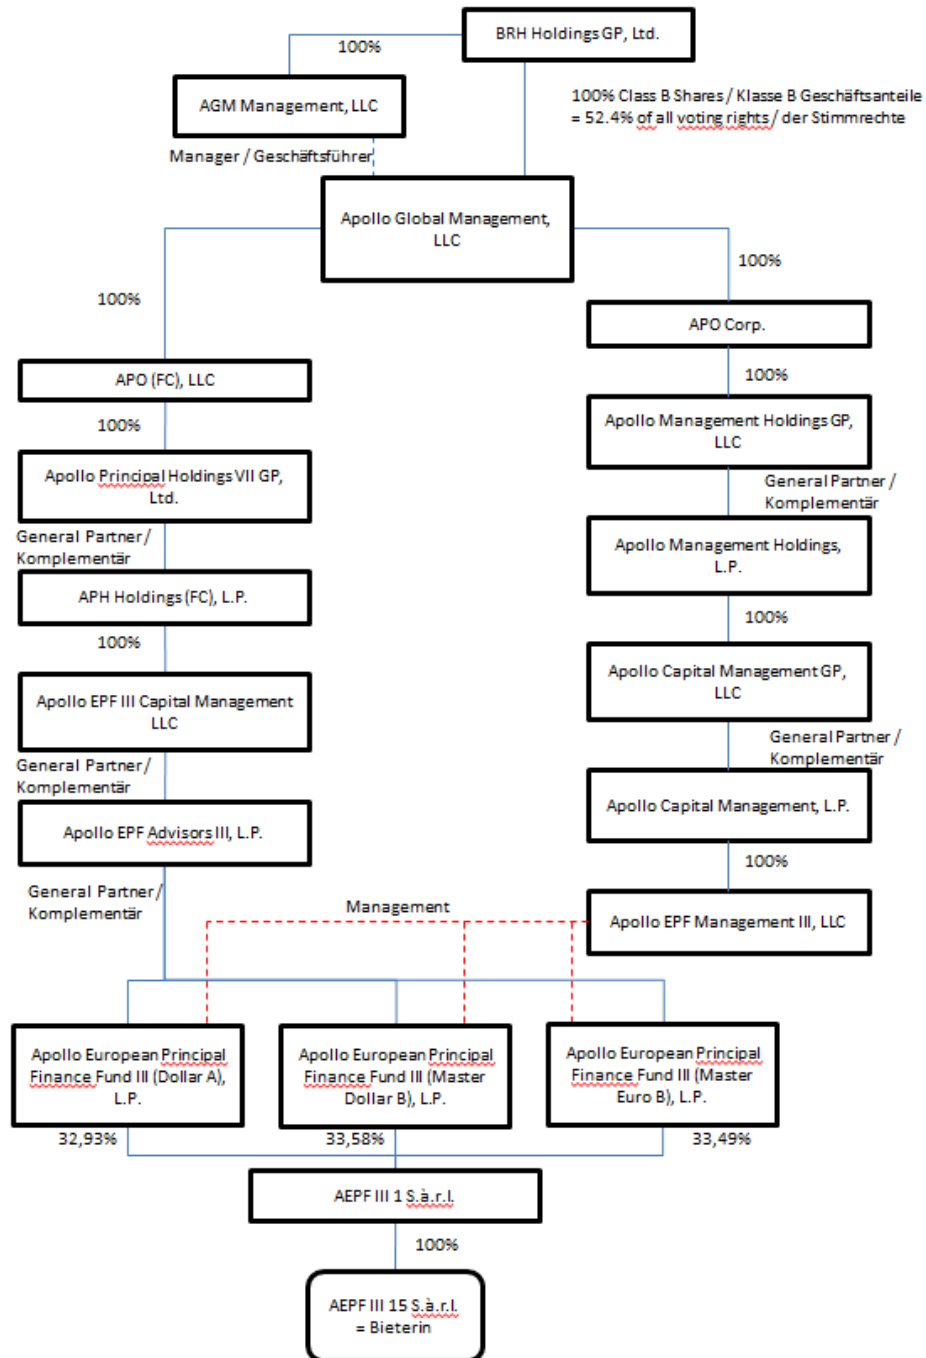 BRH Holdings GP, Ltd.
100%
AGM Management, LLC
100% Class B Shares / Klasse B Geschäftsanteile
= 52.4% of all voting rights / der Stimmrechte
Manager / Geschäftsführer
Apollo Global Management,
LLC
100%
100%
APO Corp.
APO (FC), LLC
100%
100%
Apollo Management Holdings GP,
LLC
Apollo Principal Holdings VII GP,
Ltd.
General Partner /
Komplementär
General Partner /
Komplementär
Apollo Management Holdings,
L.P.
APH Holdings (FC), L.P.
100%
100%
Apollo Capital Management GP,
LLC
Apollo EPF III Capital Management
LLC
General Partner /
Komplementär
General Partner /
Komplementär
Apollo Capital Management, L.P.
Apollo EPF Advisors III, L.P.
100%
General Partner /
Komplementär
Management
Apollo EPF Management III, LLC
Apollo European Principal
Finance Fund III (Dollar A),
L.P.
Apollo European Principal
Finance Fund III (Master
Dollar B), L.P.
Apollo European Principal
Finance Fund III (Master
Euro B), L.P.
32,93%
33,58%
33,49%
AEPF III 1 S.à.r.l.
100%
AEPF III 15 S.à.r.l.
= Bieterin